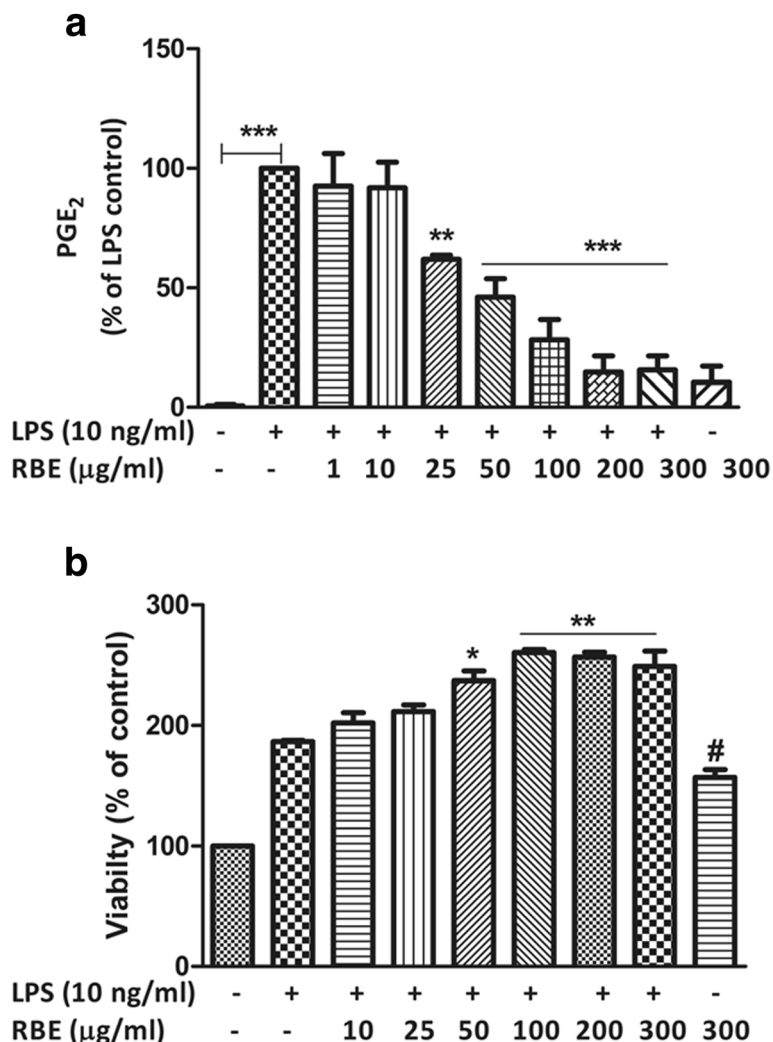 a
150
***
100
PGE2
(% of LPS control)
**
***
50
0
LPS (10 ng/ml) - + + + + + + + + -
RBE (μg/ml) - - 1 10 25 50 100 200 300 300
b
300
**
*
200
#
Viability (% of control)
100
0
LPS (10 ng/ml) - + + + + + + + -
RBE (μg/ml) - - 10 25 50 100 200 300 300